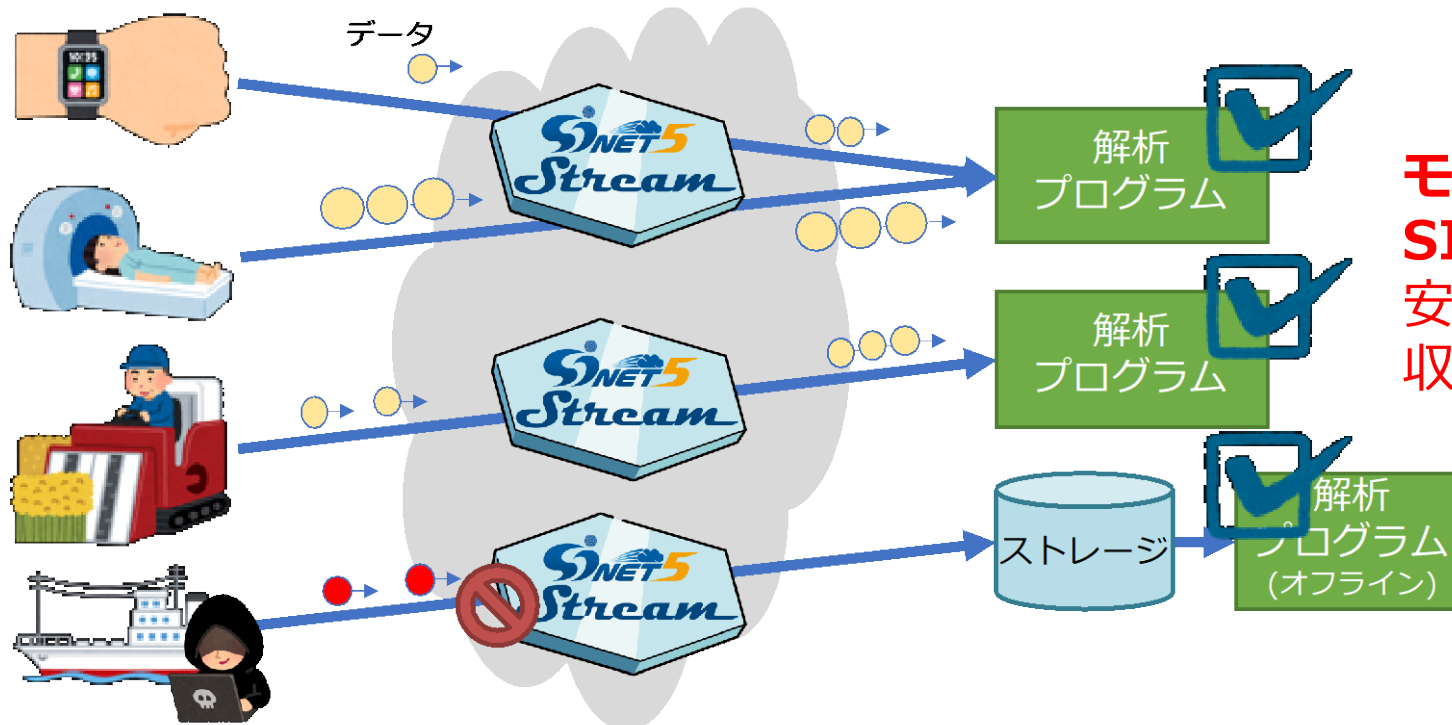 データ
10:35
SINET5
Stream
解析
プログラム
モ
SI
安
収
SINET5
Stream
解析
プログラム
SINET5
Stream
ストレージ
解析
プログラム
(オフライン)